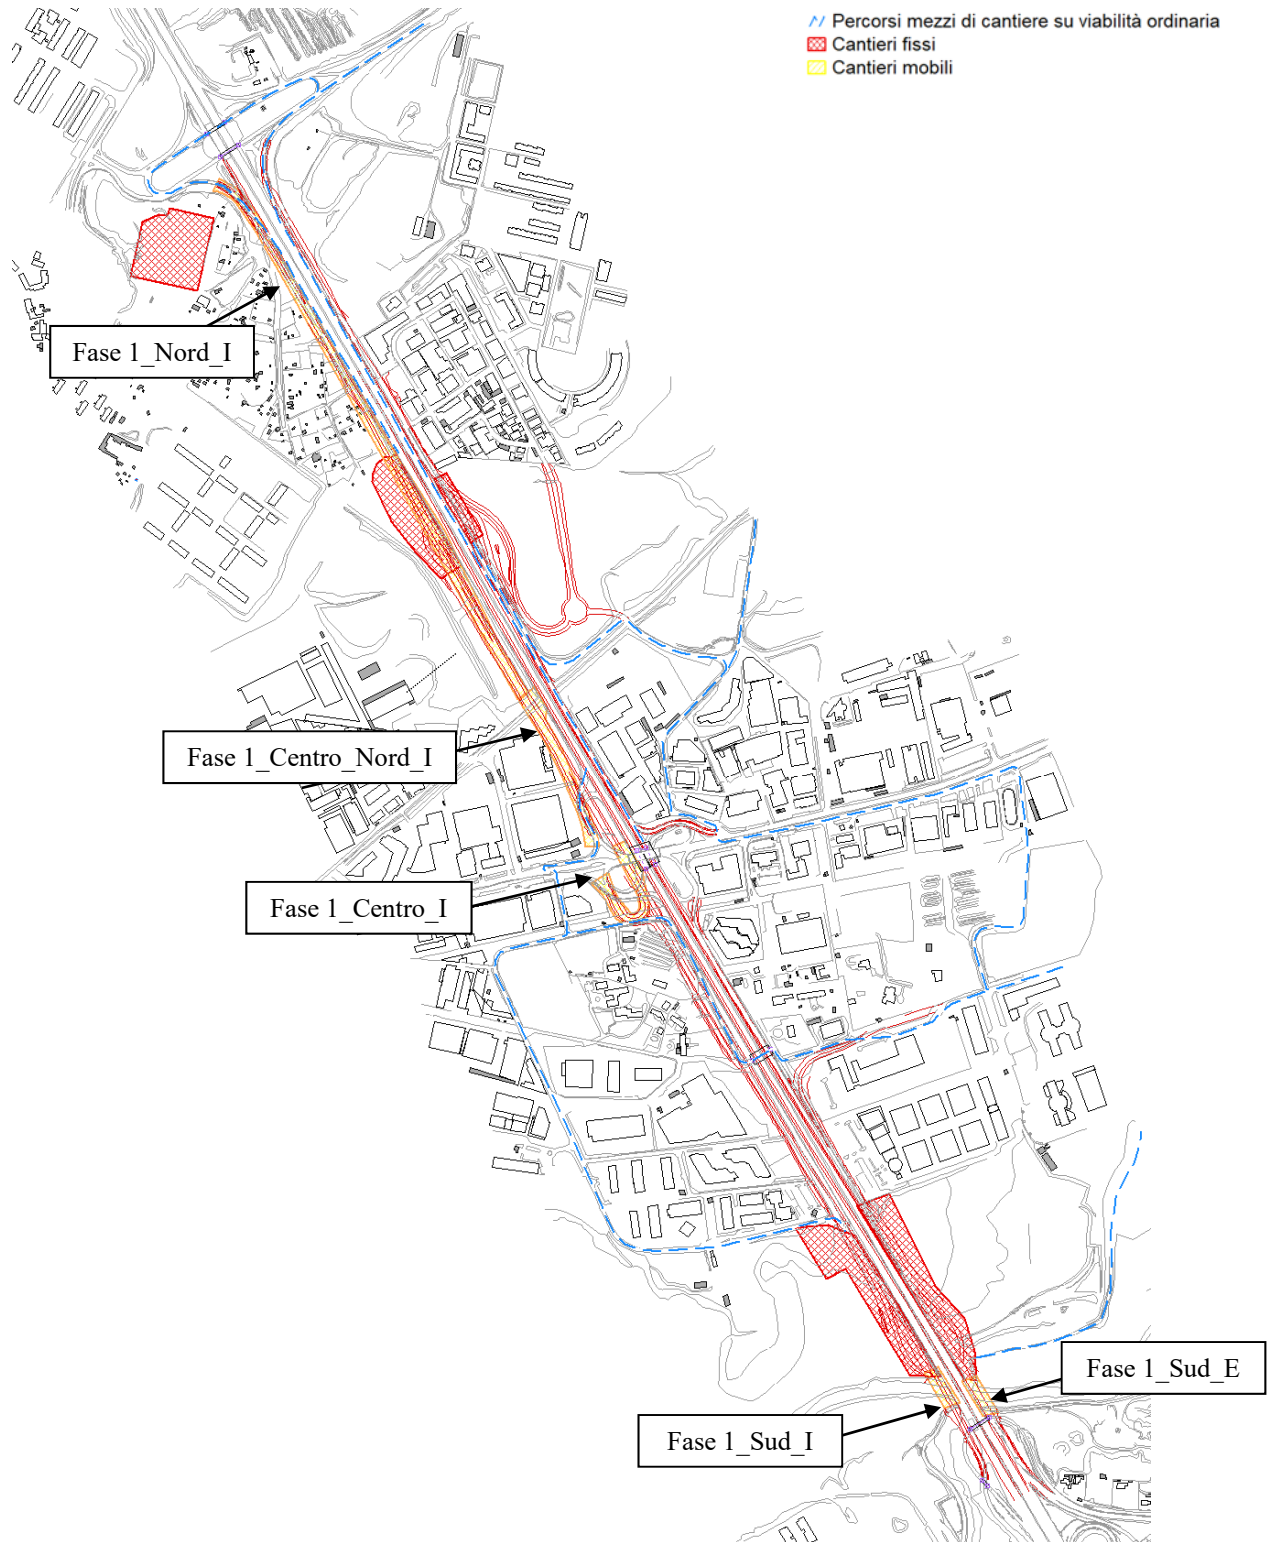 Percorsi mezzi di cantiere su viabilità ordinaria
Cantieri fissi
Cantieri mobili
Fase 1_Nord_I
Fase 1_Centro_Nord_I
Fase 1_Centro_I
Fase 1_Sud_E
Fase 1_Sud_I